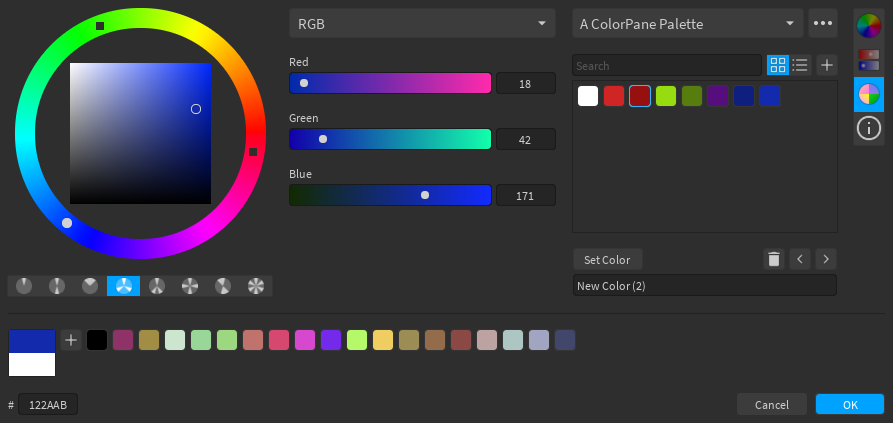 RGB
Red
18
Green
42
Blue
171
A ColorPane Palette
Search
Set Color
New Color (2)
# 122AAB
Cancel
OK